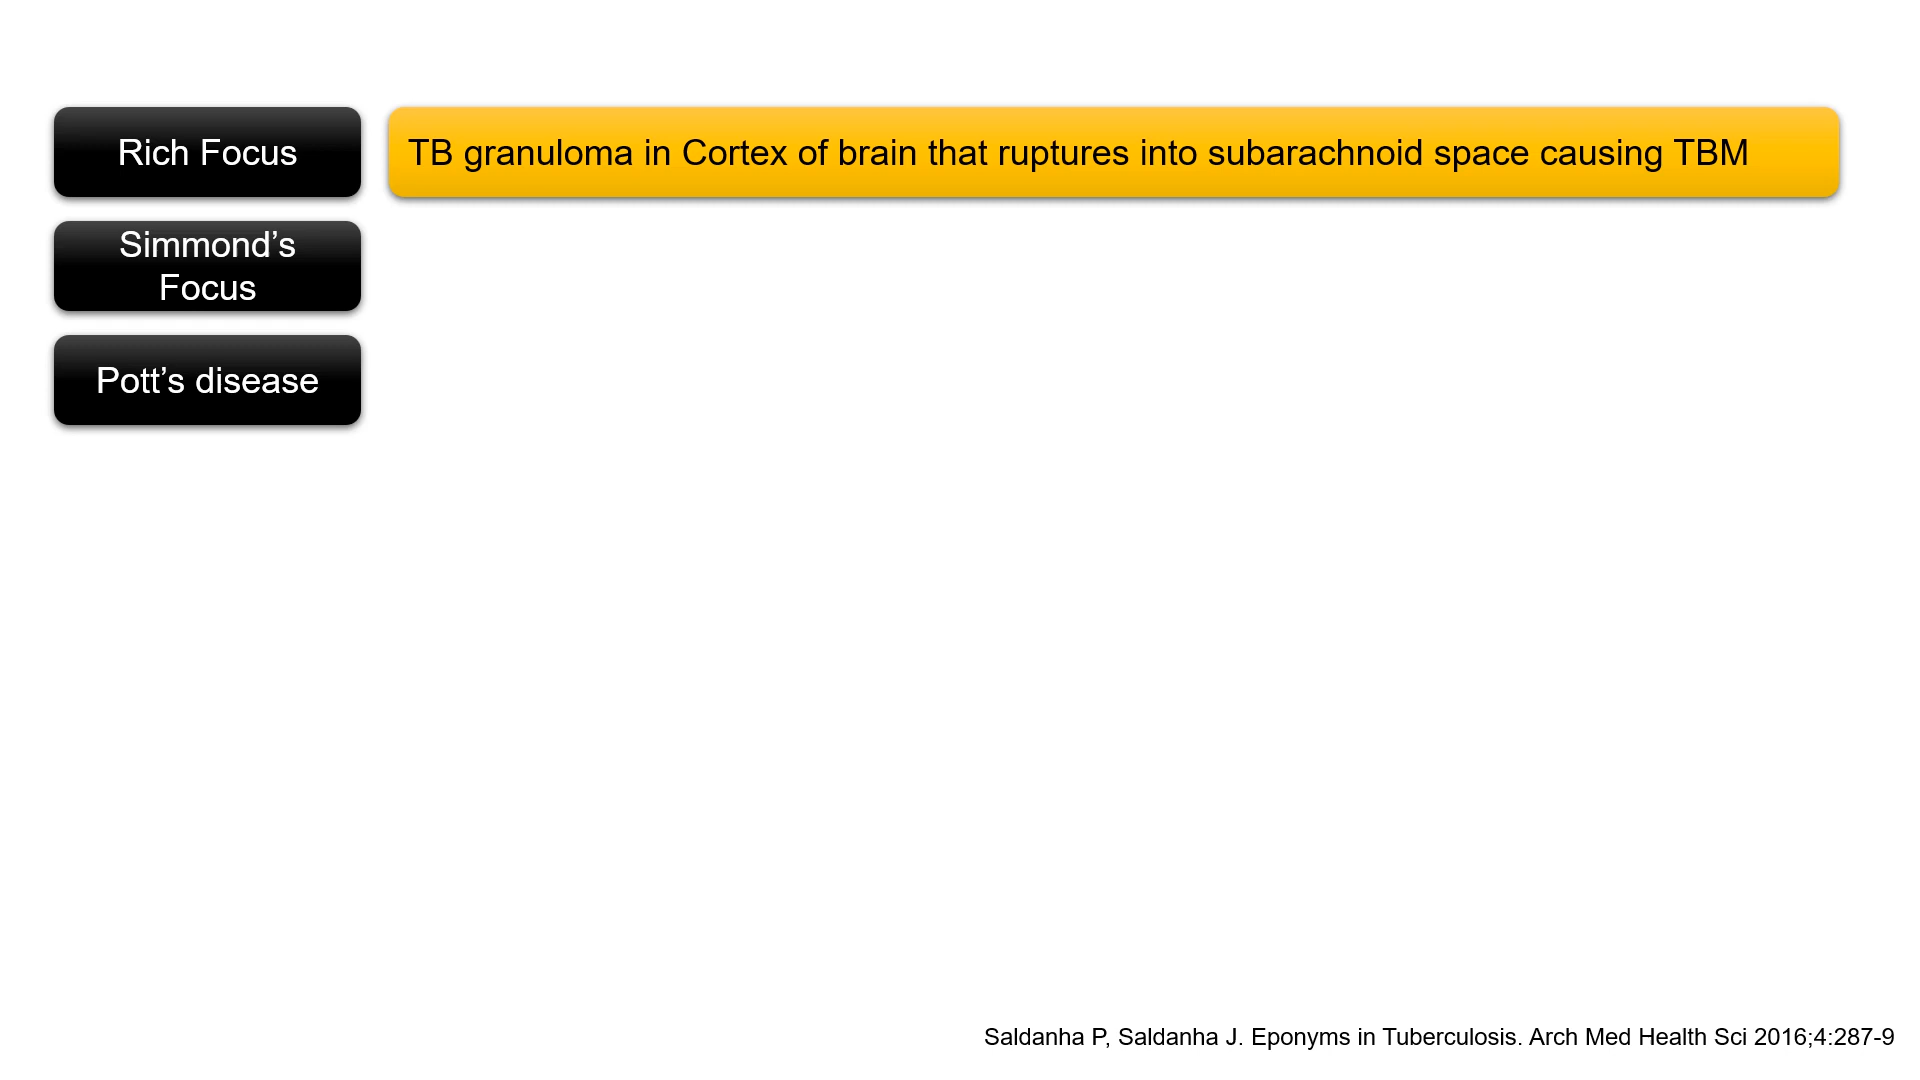 Rich Focus
TB granuloma in Cortex of brain that ruptures into subarachnoid space causing TBM
Simmond’s
Focus
Pott’s disease
Saldanha P, Saldanha J. Eponyms in Tuberculosis. Arch Med Health Sci 2016;4:287-9